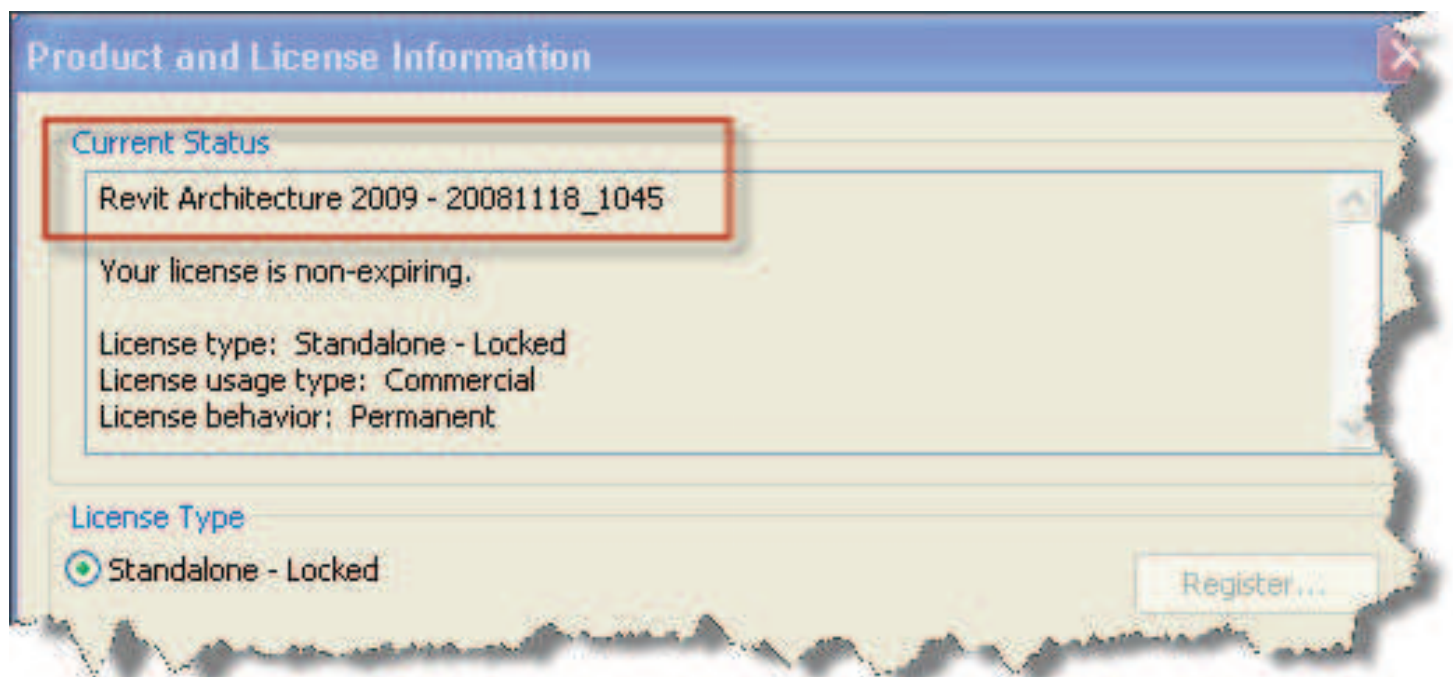 Product and License Information
Current Status
Revit Architecture 2009 - 20081118_1045
Your license is non-expiring.
License type: Standalone - Locked
License usage type: Commercial
License behavior: Permanent
License Type
Standalone - Locked
Register...